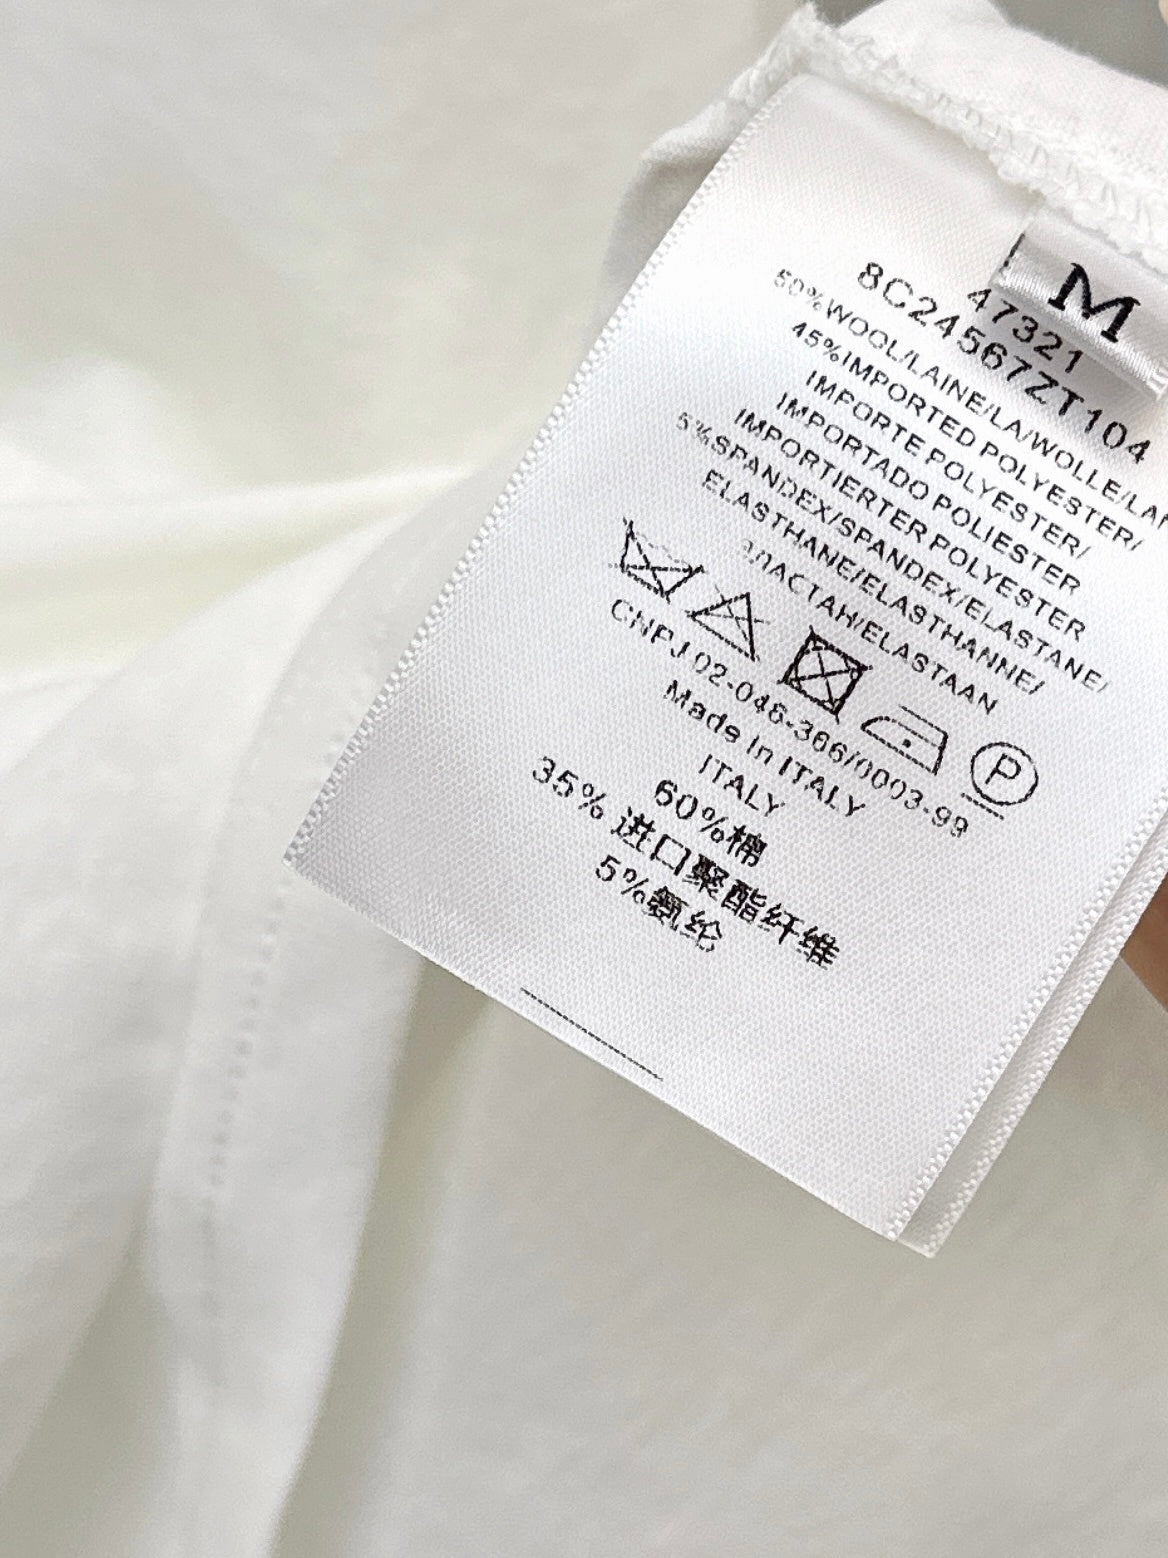 M
47321
8C24567ZT104
50%WOOL/LAINE/LA/WOLLE/LAN
45%IMPORTED POLYESTER/
IMPORTE POLYESTER/
IMPORTADO POLIESTER
IMPORTIERTER POLYESTER
5%SPANDEX/SPANDEX/ELASTANE/
ELASTHANE/ELASTHANNE/
ЭЛАСТАН/ELASTAAN
P
CNPJ 02-046-366/0003-99
Made in ITALY
ITALY
60%棉
35% 进口聚酯纤维
5%氨纶